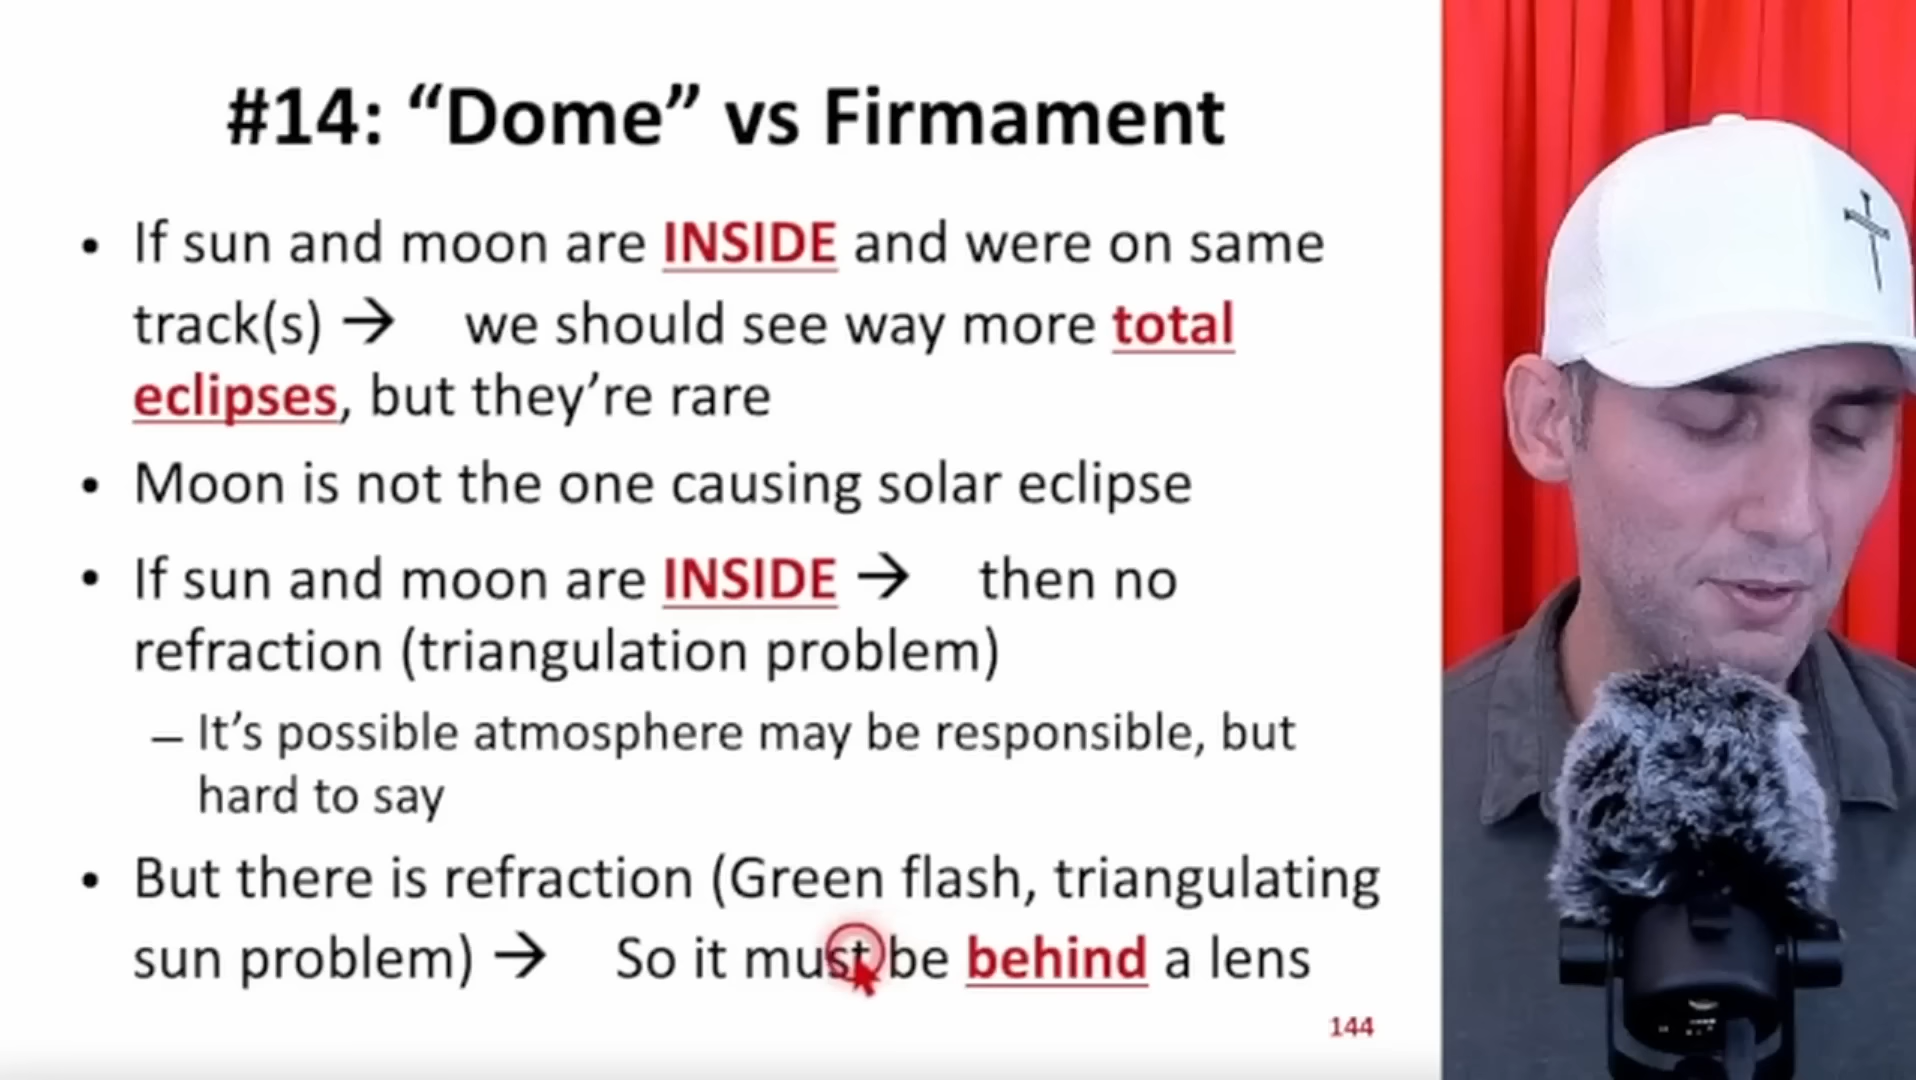 #14: “Dome” vs Firmament
• If sun and moon are INSIDE and were on same
track(s) → we should see way more total
eclipses, but they’re rare
• Moon is not the one causing solar eclipse
• If sun and moon are INSIDE → then no
refraction (triangulation problem)
– It’s possible atmosphere may be responsible, but
hard to say
• But there is refraction (Green flash, triangulating
sun problem) → So it must be behind a lens
144